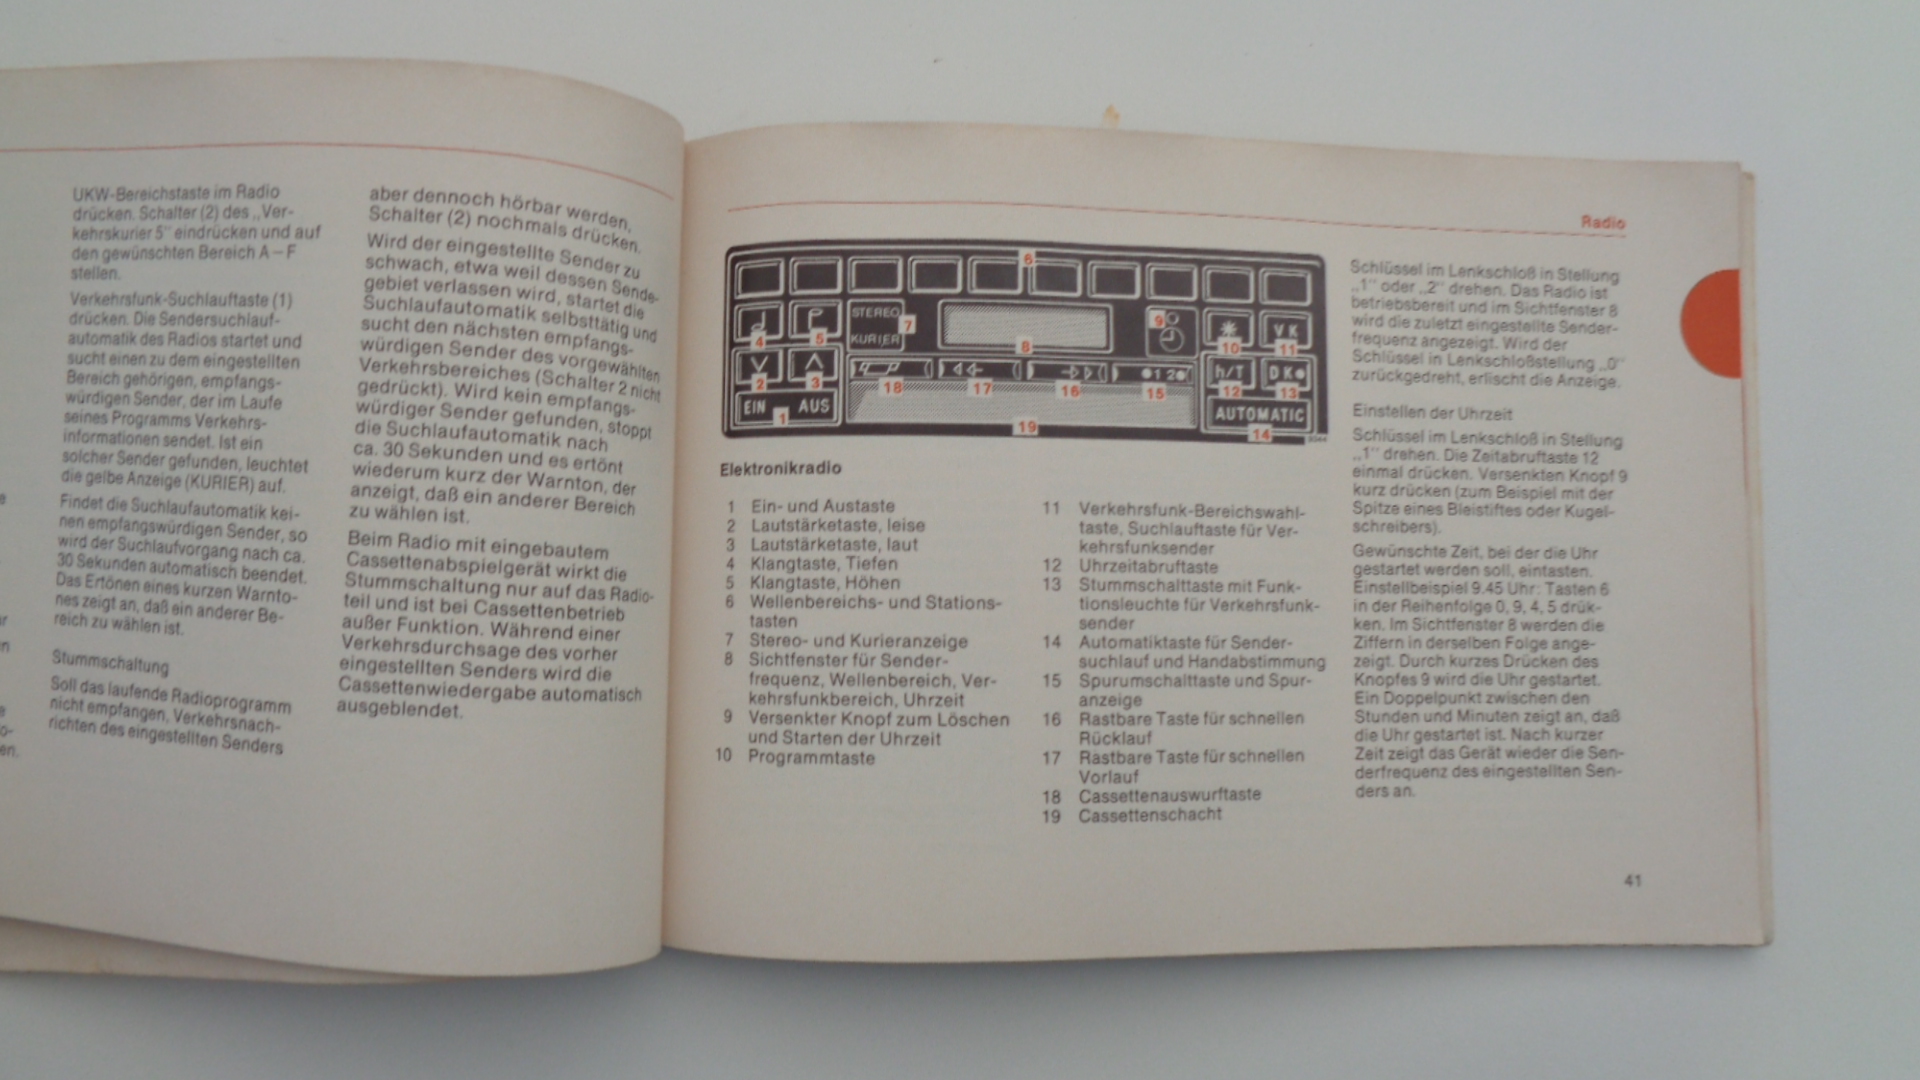 UKW-Bereichstaste im Radio
drücken. Schalter (2) des „Ver-
kehrskurier 5" eindrücken und auf
den gewünschten Bereich A – F
stellen.
Verkehrsfunk-Suchlauftaste (1)
drücken. Die Sendersuchlauf-
automatik des Radios startet und
sucht einen zu dem eingestellten
Bereich gehörigen, empfangs-
würdigen Sender, der im Laufe
seines Programms Verkehrs-
informationen sendet. Ist ein
solcher Sender gefunden, leuchtet
die gelbe Anzeige (KURIER) auf.
Findet die Suchlaufautomatik kei-
nen empfangswürdigen Sender, so
wird der Suchlaufvorgang nach ca.
30 Sekunden automatisch beendet.
Das Ertönen eines kurzen Warnto-
nes zeigt an, daß ein anderer Be-
reich zu wählen ist.
Stummschaltung
Soll das laufende Radioprogramm
nicht empfangen, Verkehrsnach-
richten des eingestellten Senders
aber dennoch hörbar werden,
Schalter (2) nochmals drücken.
Wird der eingestellte Sender zu
schwach, etwa weil dessen Sende-
gebiet verlassen wird, startet die
Suchlaufautomatik selbsttätig und
sucht den nächsten empfangs-
würdigen Sender des vorgewählten
Verkehrsbereiches (Schalter 2 nicht
gedrückt). Wird kein empfangs-
würdiger Sender gefunden, stoppt
die Suchlaufautomatik nach
ca. 30 Sekunden und es ertönt
wiederum kurz der Warnton, der
anzeigt, daß ein anderer Bereich
zu wählen ist.
Beim Radio mit eingebautem
Cassettenabspielgerät wirkt die
Stummschaltung nur auf das Radio-
teil und ist bei Cassettenbetrieb
außer Funktion. Während einer
Verkehrsdurchsage des vorher
eingestellten Senders wird die
Cassettenwiedergabe automatisch
ausgeblendet.
Radio
6
STEREO
KURIER
7
9
4
5
8
10
VK
11
2
3
18
17
16
1 2
15
h/T
12
DK
13
EIN AUS
1
19
AUTOMATIC
14
Elektronikradio
1 Ein- und Austaste
2 Lautstärketaste, leise
3 Lautstärketaste, laut
4 Klangtaste, Tiefen
5 Klangtaste, Höhen
6 Wellenbereichs- und Stations-
tasten
7 Stereo- und Kurieranzeige
8 Sichtfenster für Sender-
frequenz, Wellenbereich, Ver-
kehrsfunkbereich, Uhrzeit
9 Versenkter Knopf zum Löschen
und Starten der Uhrzeit
10 Programmtaste
11 Verkehrsfunk-Bereichswahl-
taste, Suchlauftaste für Ver-
kehrsfunksender
12 Uhrzeitabruftaste
13 Stummschalttaste mit Funk-
tionsleuchte für Verkehrsfunk-
sender
14 Automatiktaste für Sender-
suchlauf und Handabstimmung
15 Spurumschalttaste und Spur-
anzeige
16 Rastbare Taste für schnellen
Rücklauf
17 Rastbare Taste für schnellen
Vorlauf
18 Cassettenauswurftaste
19 Cassettenschacht
Schlüssel im Lenkschloß in Stellung
„1" oder „2" drehen. Das Radio ist
betriebsbereit und im Sichtfenster 8
wird die zuletzt eingestellte Sender-
frequenz angezeigt. Wird der
Schlüssel in Lenkschloßstellung „0"
zurückgedreht, erlischt die Anzeige.
Einstellen der Uhrzeit
Schlüssel im Lenkschloß in Stellung
„1" drehen. Die Zeitabruftaste 12
einmal drücken. Versenkten Knopf 9
kurz drücken (zum Beispiel mit der
Spitze eines Bleistiftes oder Kugel-
schreibers).
Gewünschte Zeit, bei der die Uhr
gestartet werden soll, eintasten.
Einstellbeispiel 9.45 Uhr: Tasten 6
in der Reihenfolge 0, 9, 4, 5 drük-
ken. Im Sichtfenster 8 werden die
Ziffern in derselben Folge ange-
zeigt. Durch kurzes Drücken des
Knopfes 9 wird die Uhr gestartet.
Ein Doppelpunkt zwischen den
Stunden und Minuten zeigt an, daß
die Uhr gestartet ist. Nach kurzer
Zeit zeigt das Gerät wieder die Sen-
derfrequenz des eingestellten Sen-
ders an.
41